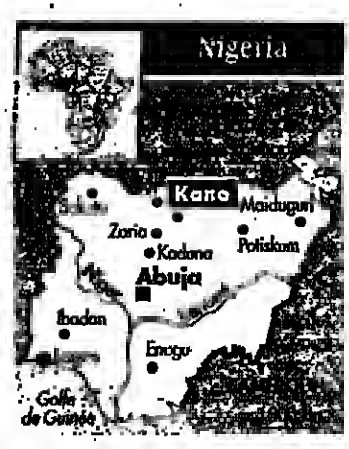 Nigeria
Kano
Sokoto
Maiduguri
Zaria
Potiskum
Kaduna
Abuja
Ibadan
Enugu
Golfo
de Guinea